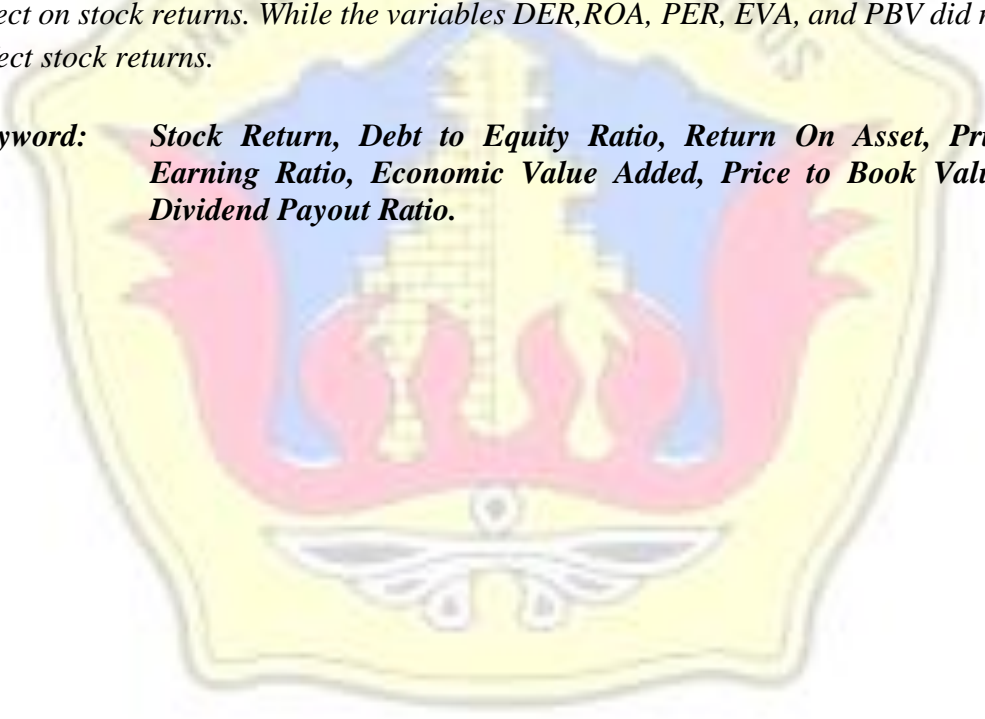 ect on stock returns. While the variables DER,ROA, PER, EVA, and PBV did n
ect stock returns.
yword: Stock Return, Debt to Equity Ratio, Return On Asset, Pri
Earning Ratio, Economic Value Added, Price to Book Valu
Dividend Payout Ratio.